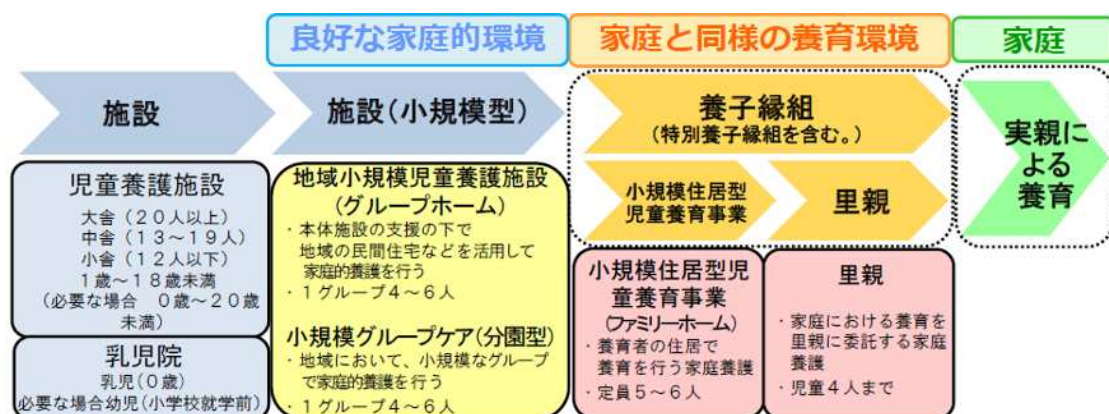 良好な家庭的環境
家庭と同様の養育環境
家庭
施設
施設(小規模型)
養子縁組
(特別養子縁組を含む。)
小規模住居型
児童養育事業
里親
実親に
よる
養育
児童養護施設
大舎(20人以上)
中舎(13~19人)
小舎(12人以下)
1歳~18歳未満
(必要な場合 0歳~20歳
未満)
乳児院
乳児(0歳)
必要な場合幼児(小学校就学前)
地域小規模児童養護施設
(グループホーム)
・本体施設の支援の下で
地域の民間住宅などを活用して
家庭的養護を行う
・1グループ4~6人
小規模グループケア(分園型)
・地域において、小規模なグループ
で家庭的養護を行う
・1グループ4~6人
小規模住居型児
童養育事業
(ファミリーホーム)
・養育者の住居で
養育を行う家庭養護
・定員5~6人
里親
・家庭における養育を
里親に委託する家庭
養護
・児童4人まで